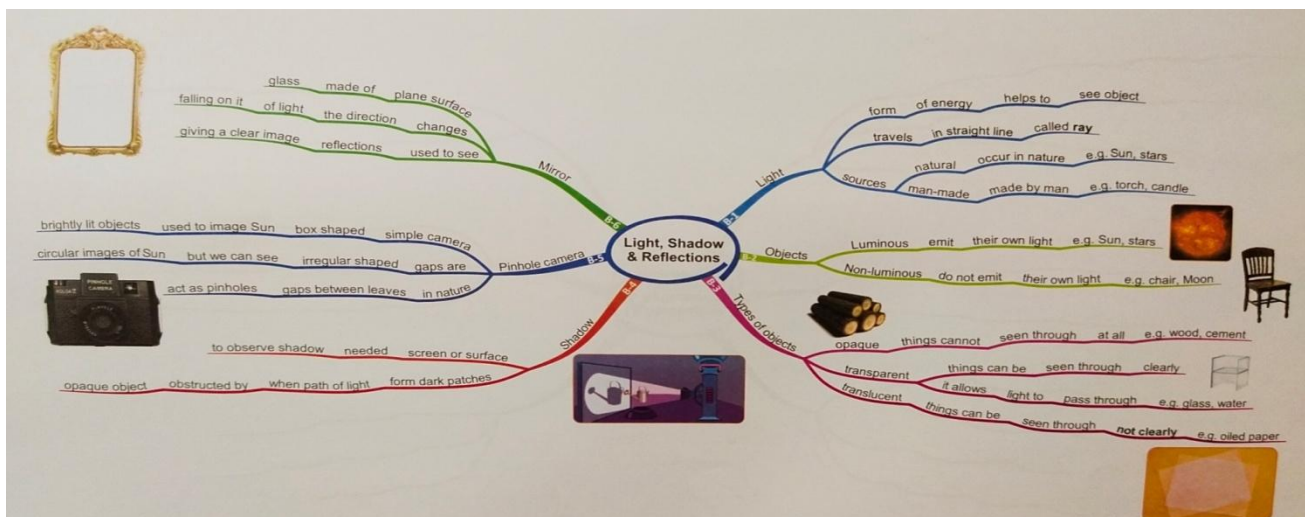 Light, Shadow
& Reflections
B-1
Light
form of energy helps to see object
travels in straight line called ray
sources
natural occur in nature e.g. Sun, stars
man-made made by man e.g. torch, candle
B-2
Objects
Luminous emit their own light e.g. Sun, stars
Non-luminous do not emit their own light e.g. chair, Moon
B-3
Types of objects
opaque things cannot seen through at all e.g. wood, cement
transparent
things can be seen through clearly
it allows light to pass through e.g. glass, water
translucent things can be seen through not clearly e.g. oiled paper
B-4
Shadow
screen or surface needed to observe shadow
form dark patches when path of light obstructed by opaque object
B-5
Pinhole camera
simple camera box shaped used to image Sun brightly lit objects
gaps are irregular shaped but we can see circular images of Sun
in nature gaps between leaves act as pinholes
PINHOLE
CAMERA
B-6
Mirror
plane surface made of glass
changes the direction of light falling on it
used to see reflections giving a clear image